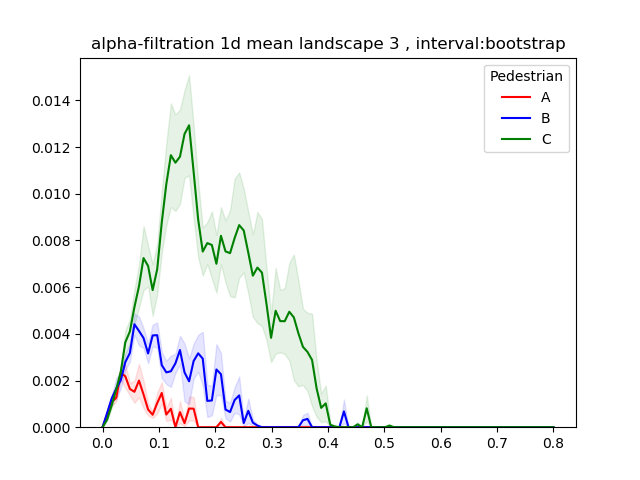 alpha-filtration 1d mean landscape 3 , interval:bootstrap
Pedestrian
A
B
C
0.014
0.012
0.010
0.008
0.006
0.004
0.002
0.000
0.0 0.1 0.2 0.3 0.4 0.5 0.6 0.7 0.8